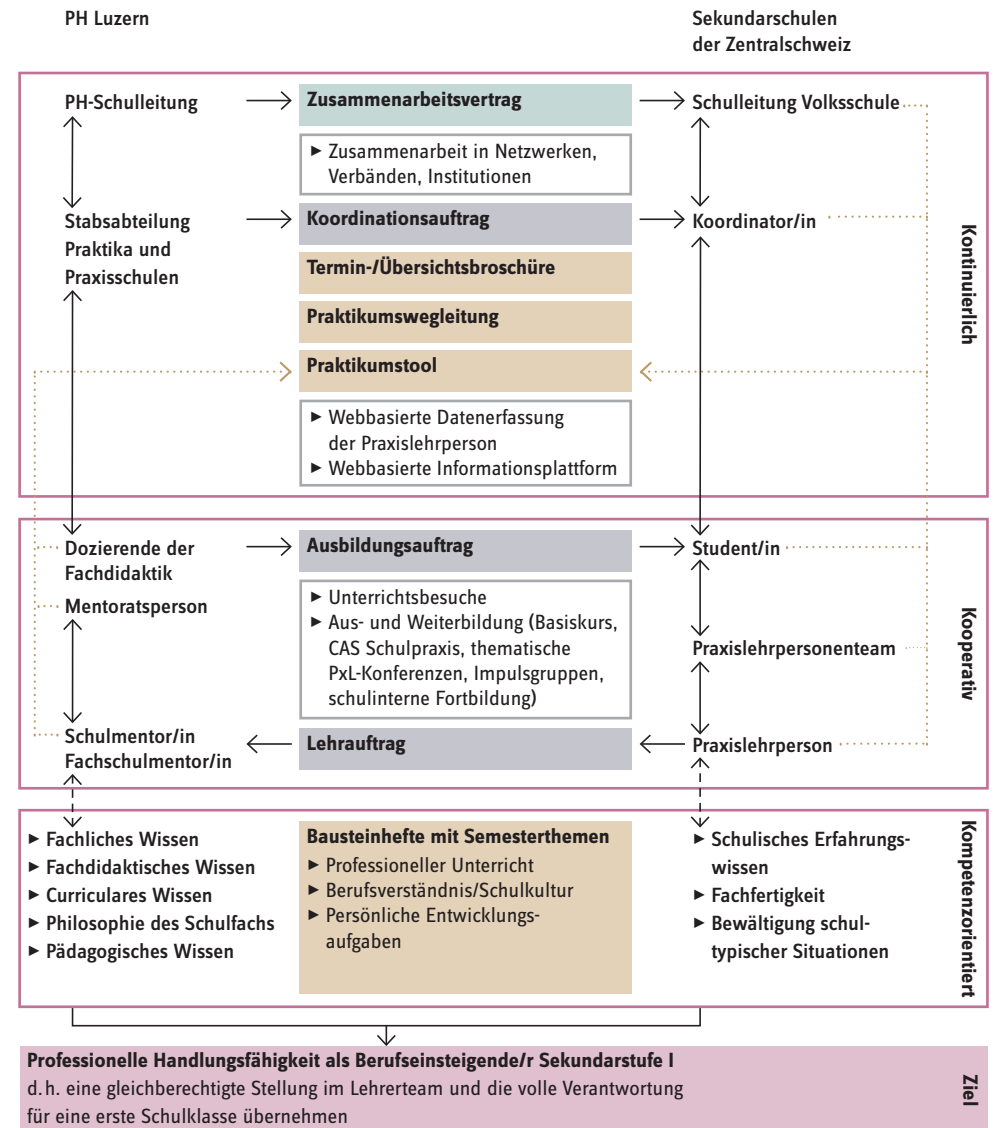 PH Luzern
Sekundarschulen
der Zentralschweiz
PH-Schulleitung
Zusammenarbeitsvertrag
Schulleitung Volksschule
► Zusammenarbeit in Netzwerken,
Verbänden, Institutionen
Stabsabteilung
Praktika und
Praxisschulen
Koordinationsauftrag
Koordinator/in
Termin-/Übersichtsbroschüre
Praktikumswegleitung
Praktikumstool
► Webbasierte Datenerfassung
der Praxislehrperson
► Webbasierte Informationsplattform
Kontinuierlich
Dozierende der
Fachdidaktik
Mentoratsperson
Schulmentor/in
Fachschulmentor/in
Ausbildungsauftrag
► Unterrichtsbesuche
► Aus- und Weiterbildung (Basiskurs,
CAS Schulpraxis, thematische
PxL-Konferenzen, Impulsgruppen,
schulinterne Fortbildung)
Lehrauftrag
Student/in
Praxislehrpersonenteam
Praxislehrperson
Kooperativ
► Fachliches Wissen
► Fachdidaktisches Wissen
► Curriculares Wissen
► Philosophie des Schulfachs
► Pädagogisches Wissen
Bausteinhefte mit Semesterthemen
► Professioneller Unterricht
► Berufsverständnis/Schulkultur
► Persönliche Entwicklungs-
aufgaben
► Schulisches Erfahrungs-
wissen
► Fachfertigkeit
► Bewältigung schul-
typischer Situationen
Kompetenzorientiert
Professionelle Handlungsfähigkeit als Berufseinsteigende/r Sekundarstufe I
d.h. eine gleichberechtigte Stellung im Lehrerteam und die volle Verantwortung
für eine erste Schulklasse übernehmen
Ziel